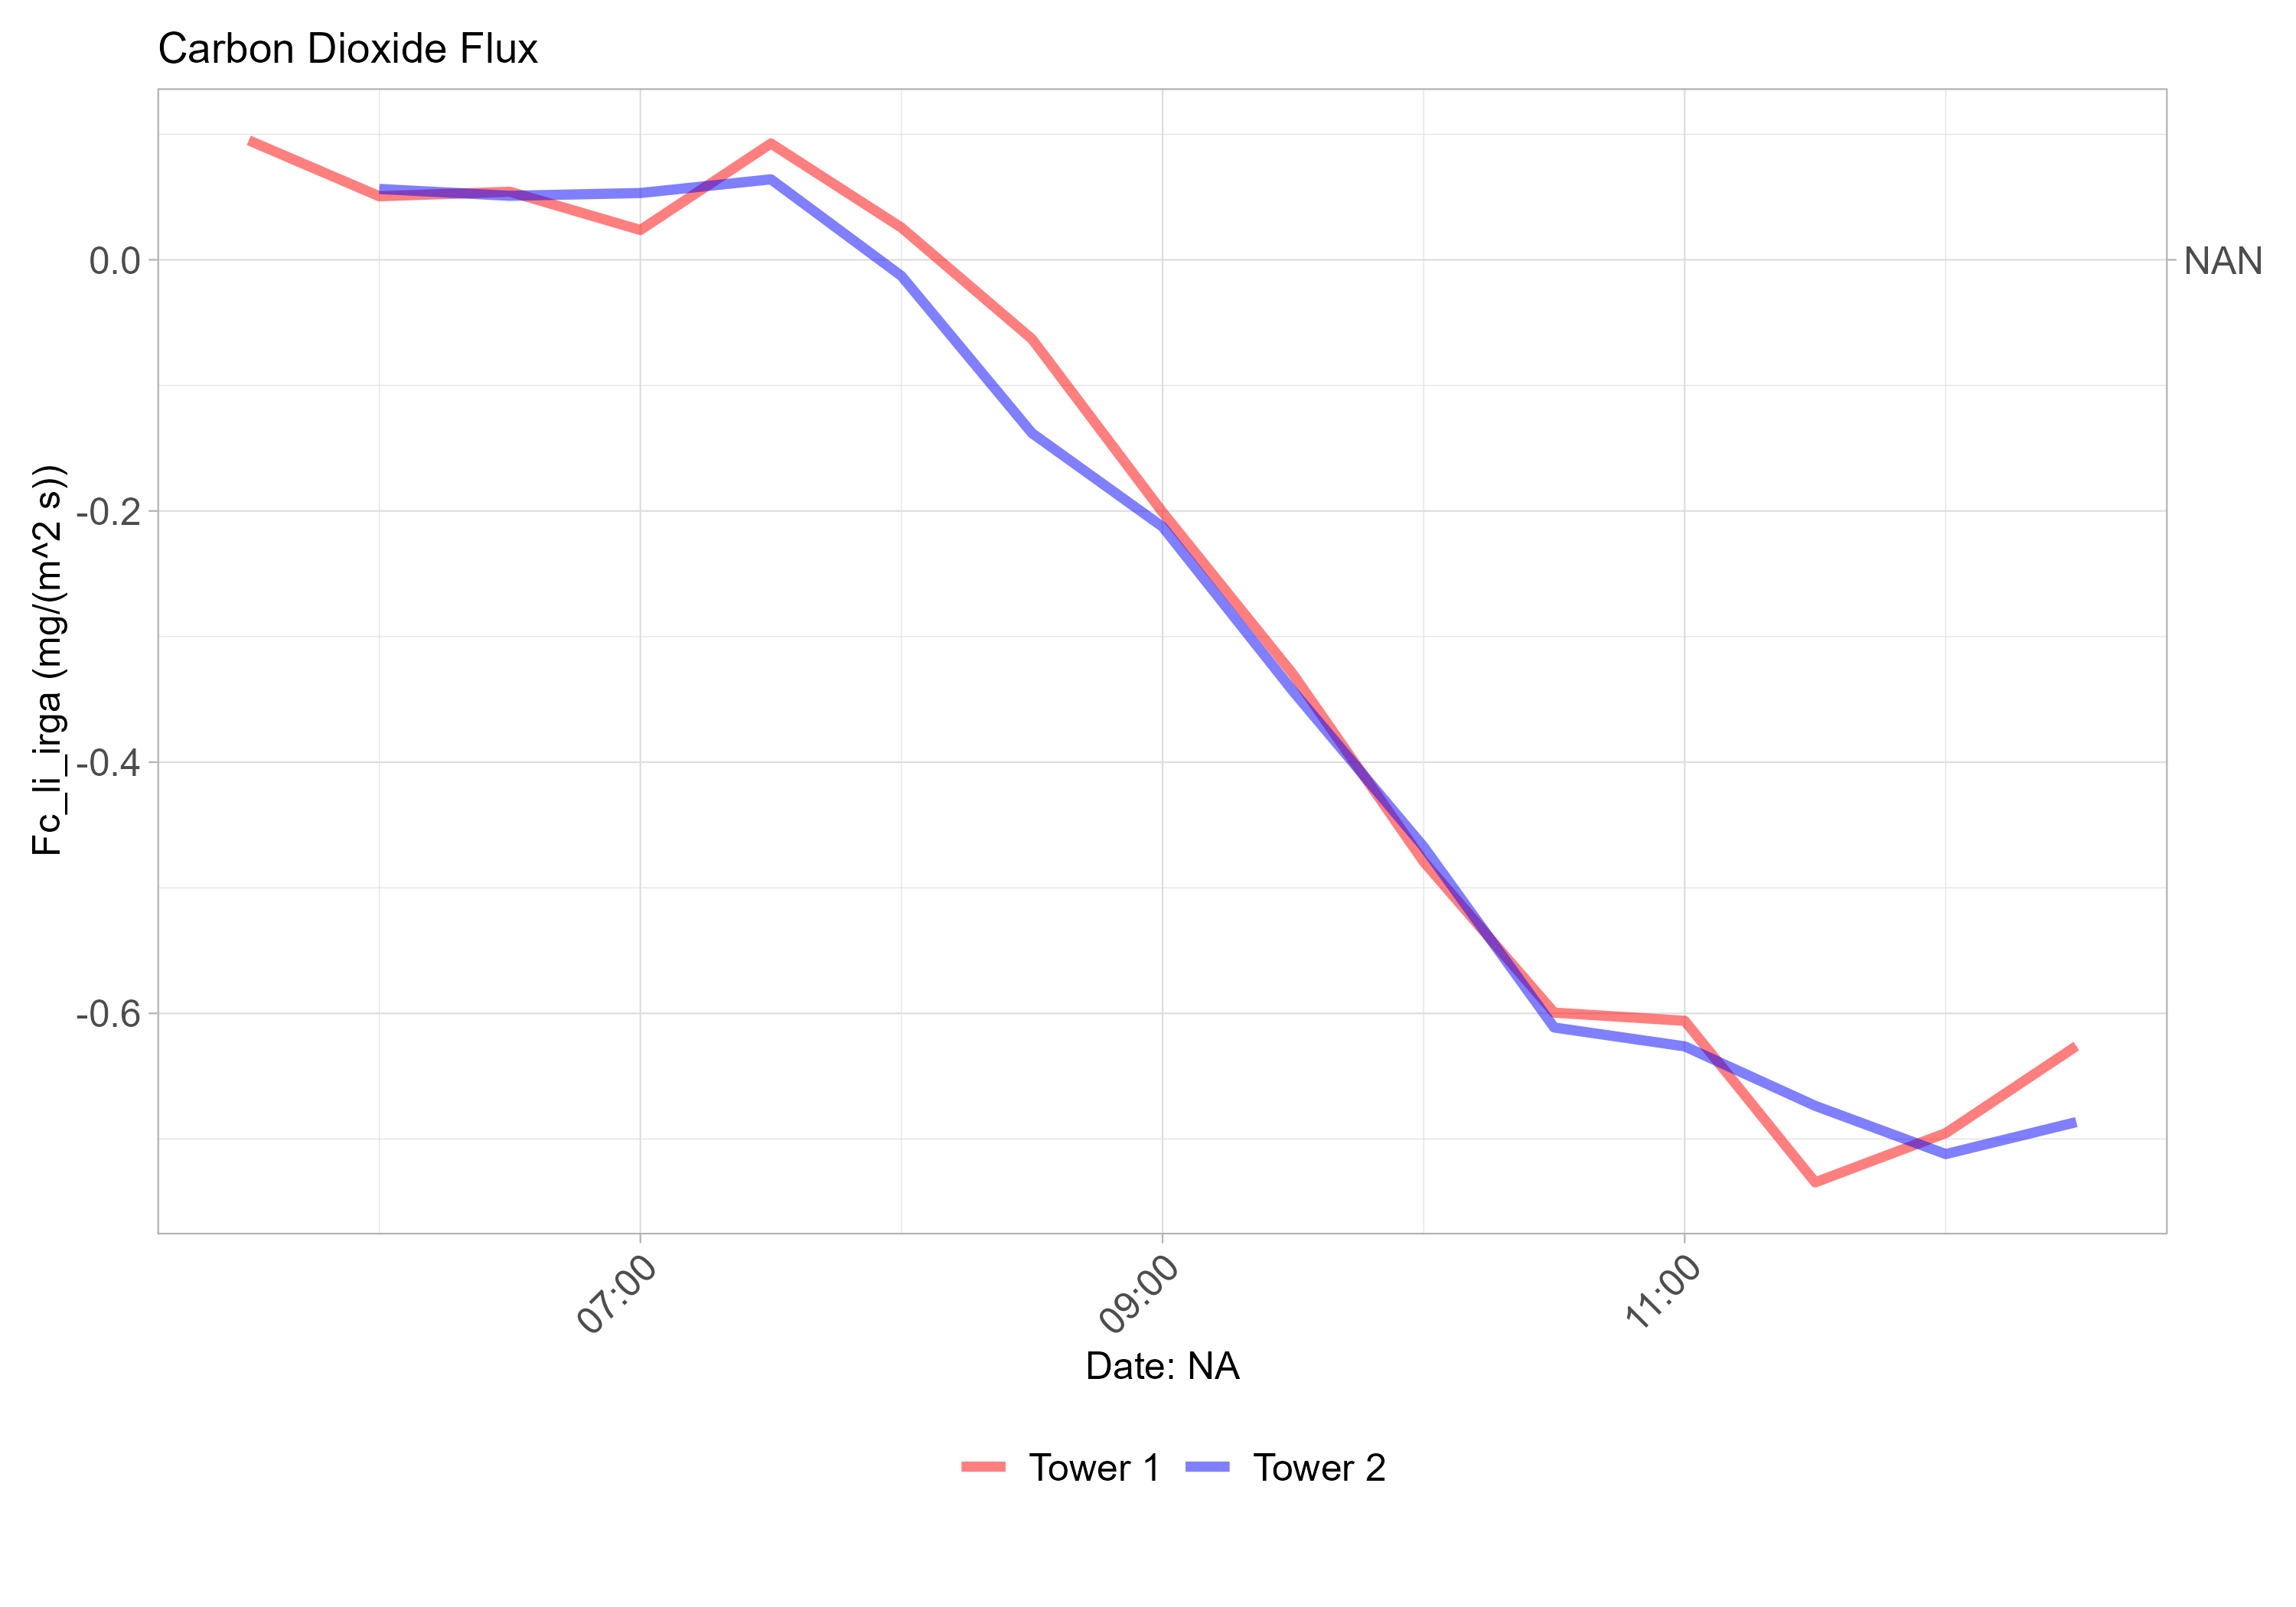 Carbon Dioxide Flux
Fc_li_irga (mg/(m^2 s))
0.0
-0.2
-0.4
-0.6
NAN
07:00
09:00
11:00
Date: NA
Tower 1
Tower 2